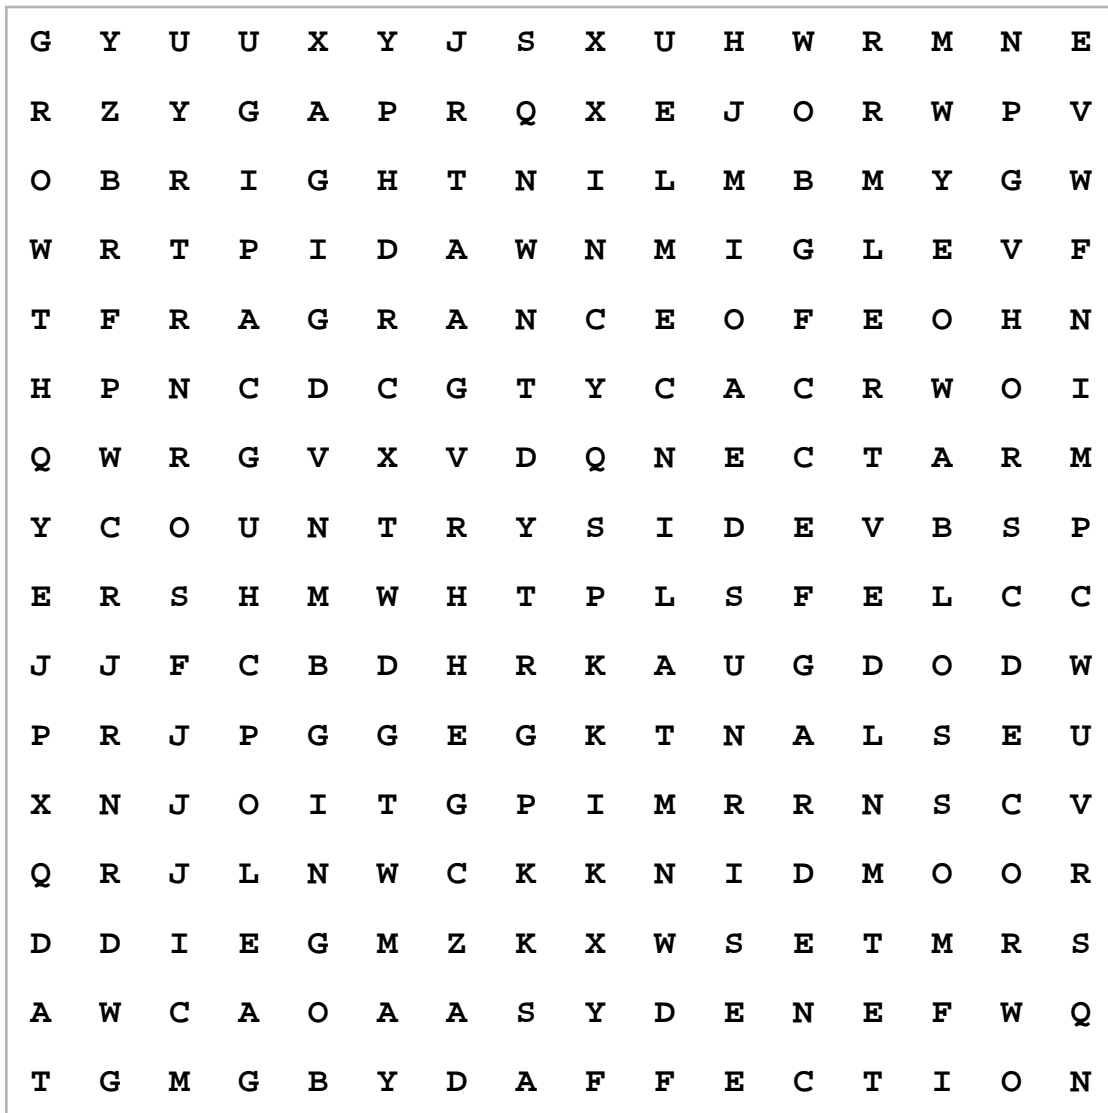 G Y U U X Y J S X U H W R M N E
R Z Y G A P R Q X E J O R W P V
O B R I G H T N I L M B M Y G W
W R T P I D A W N M I G L E V F
T F R A G R A N C E O F E O H N
H P N C D C G T Y C A C R W O I
Q W R G V X V D Q N E C T A R M
Y C O U N T R Y S I D E V B S P
E R S H M W H T P L S F E L C C
J J F C B D H R K A U G D O D W
P R J P G G E G K T N A L S E U
X N J O I T G P I M R R N S C V
Q R J L N W C K K N I D M O O R
D D I E G M Z K X W S E T M R S
A W C A O A A S Y D E N E F W Q
T G M G B Y D A F F E C T I O N